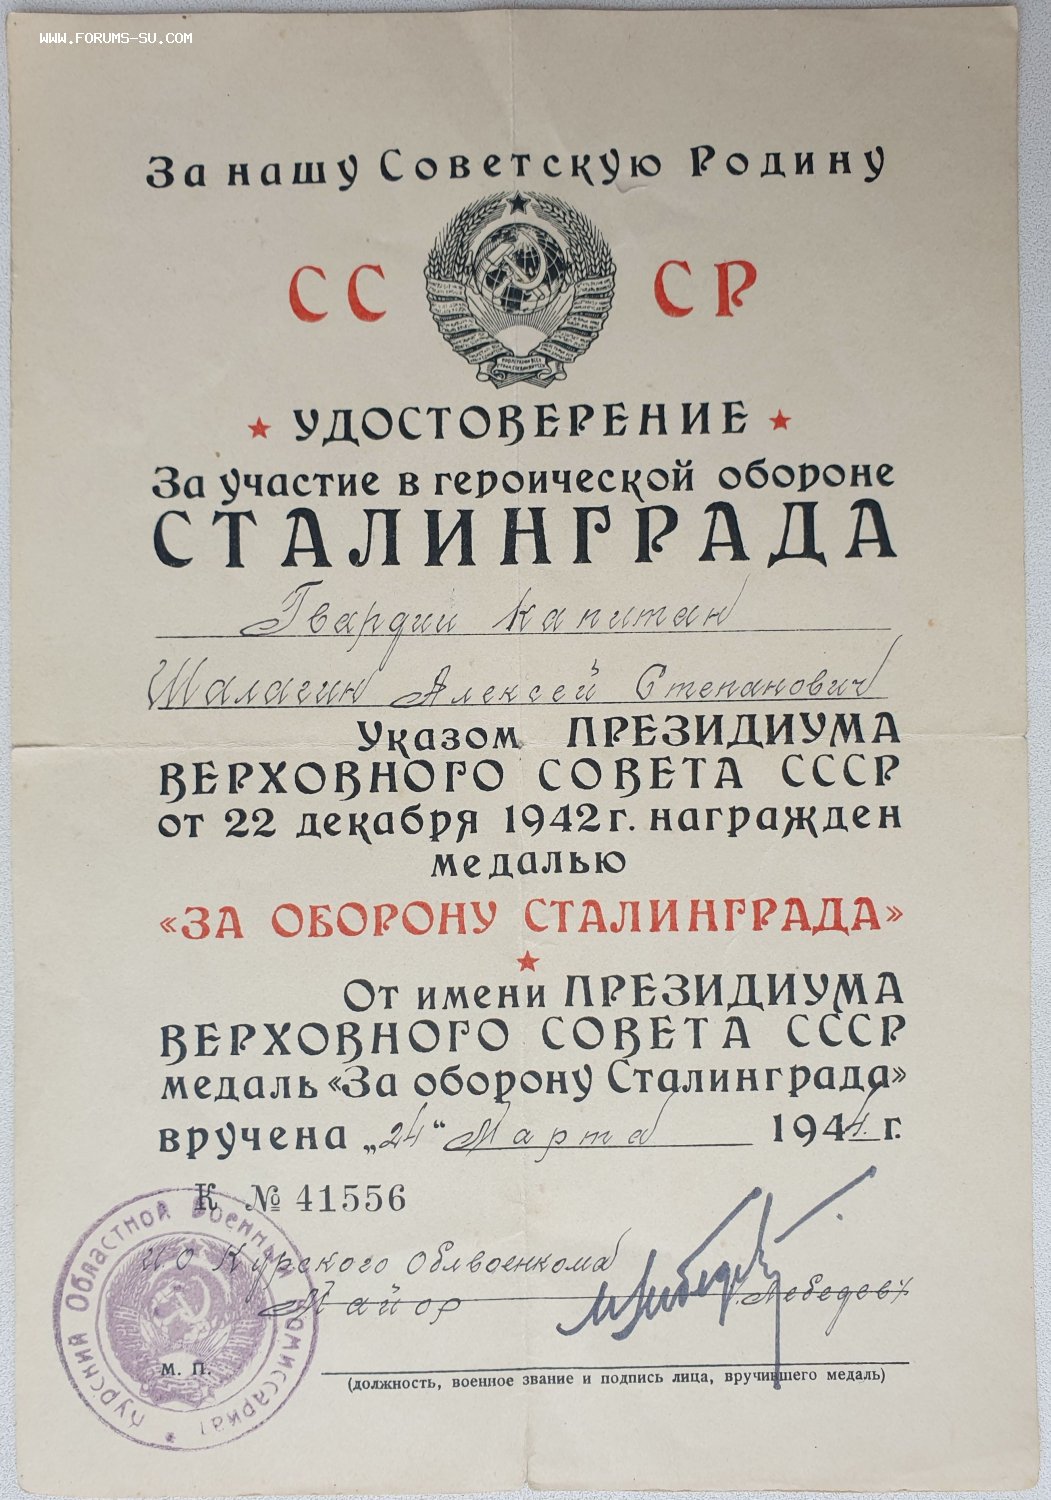 WWW.FORUMS-SU.COM
За нашу Советскую Родину
СС СР
УДОСТОВЕРЕНИЕ
За участие в героической обороне
СТАЛИНГРАДА
Гвардии капитан
Шалагин Алексей Степанович
Указом ПРЕЗИДИУМА
ВЕРХОВНОГО СОВЕТА СССР
от 22 декабря 1942 г. награжден
медалью
«ЗА ОБОРОНУ СТАЛИНГРАДА»
От имени ПРЕЗИДИУМА
ВЕРХОВНОГО СОВЕТА СССР
медаль «За оборону Сталинграда»
вручена „24“ Марта 1944 г.
К № 41556
ИО Курского Облвоенкома
Майор /Лебедев/
М. П.
(должность, военное звание и подпись лица, вручившего медаль)
Курский Областной Военный Комиссариат